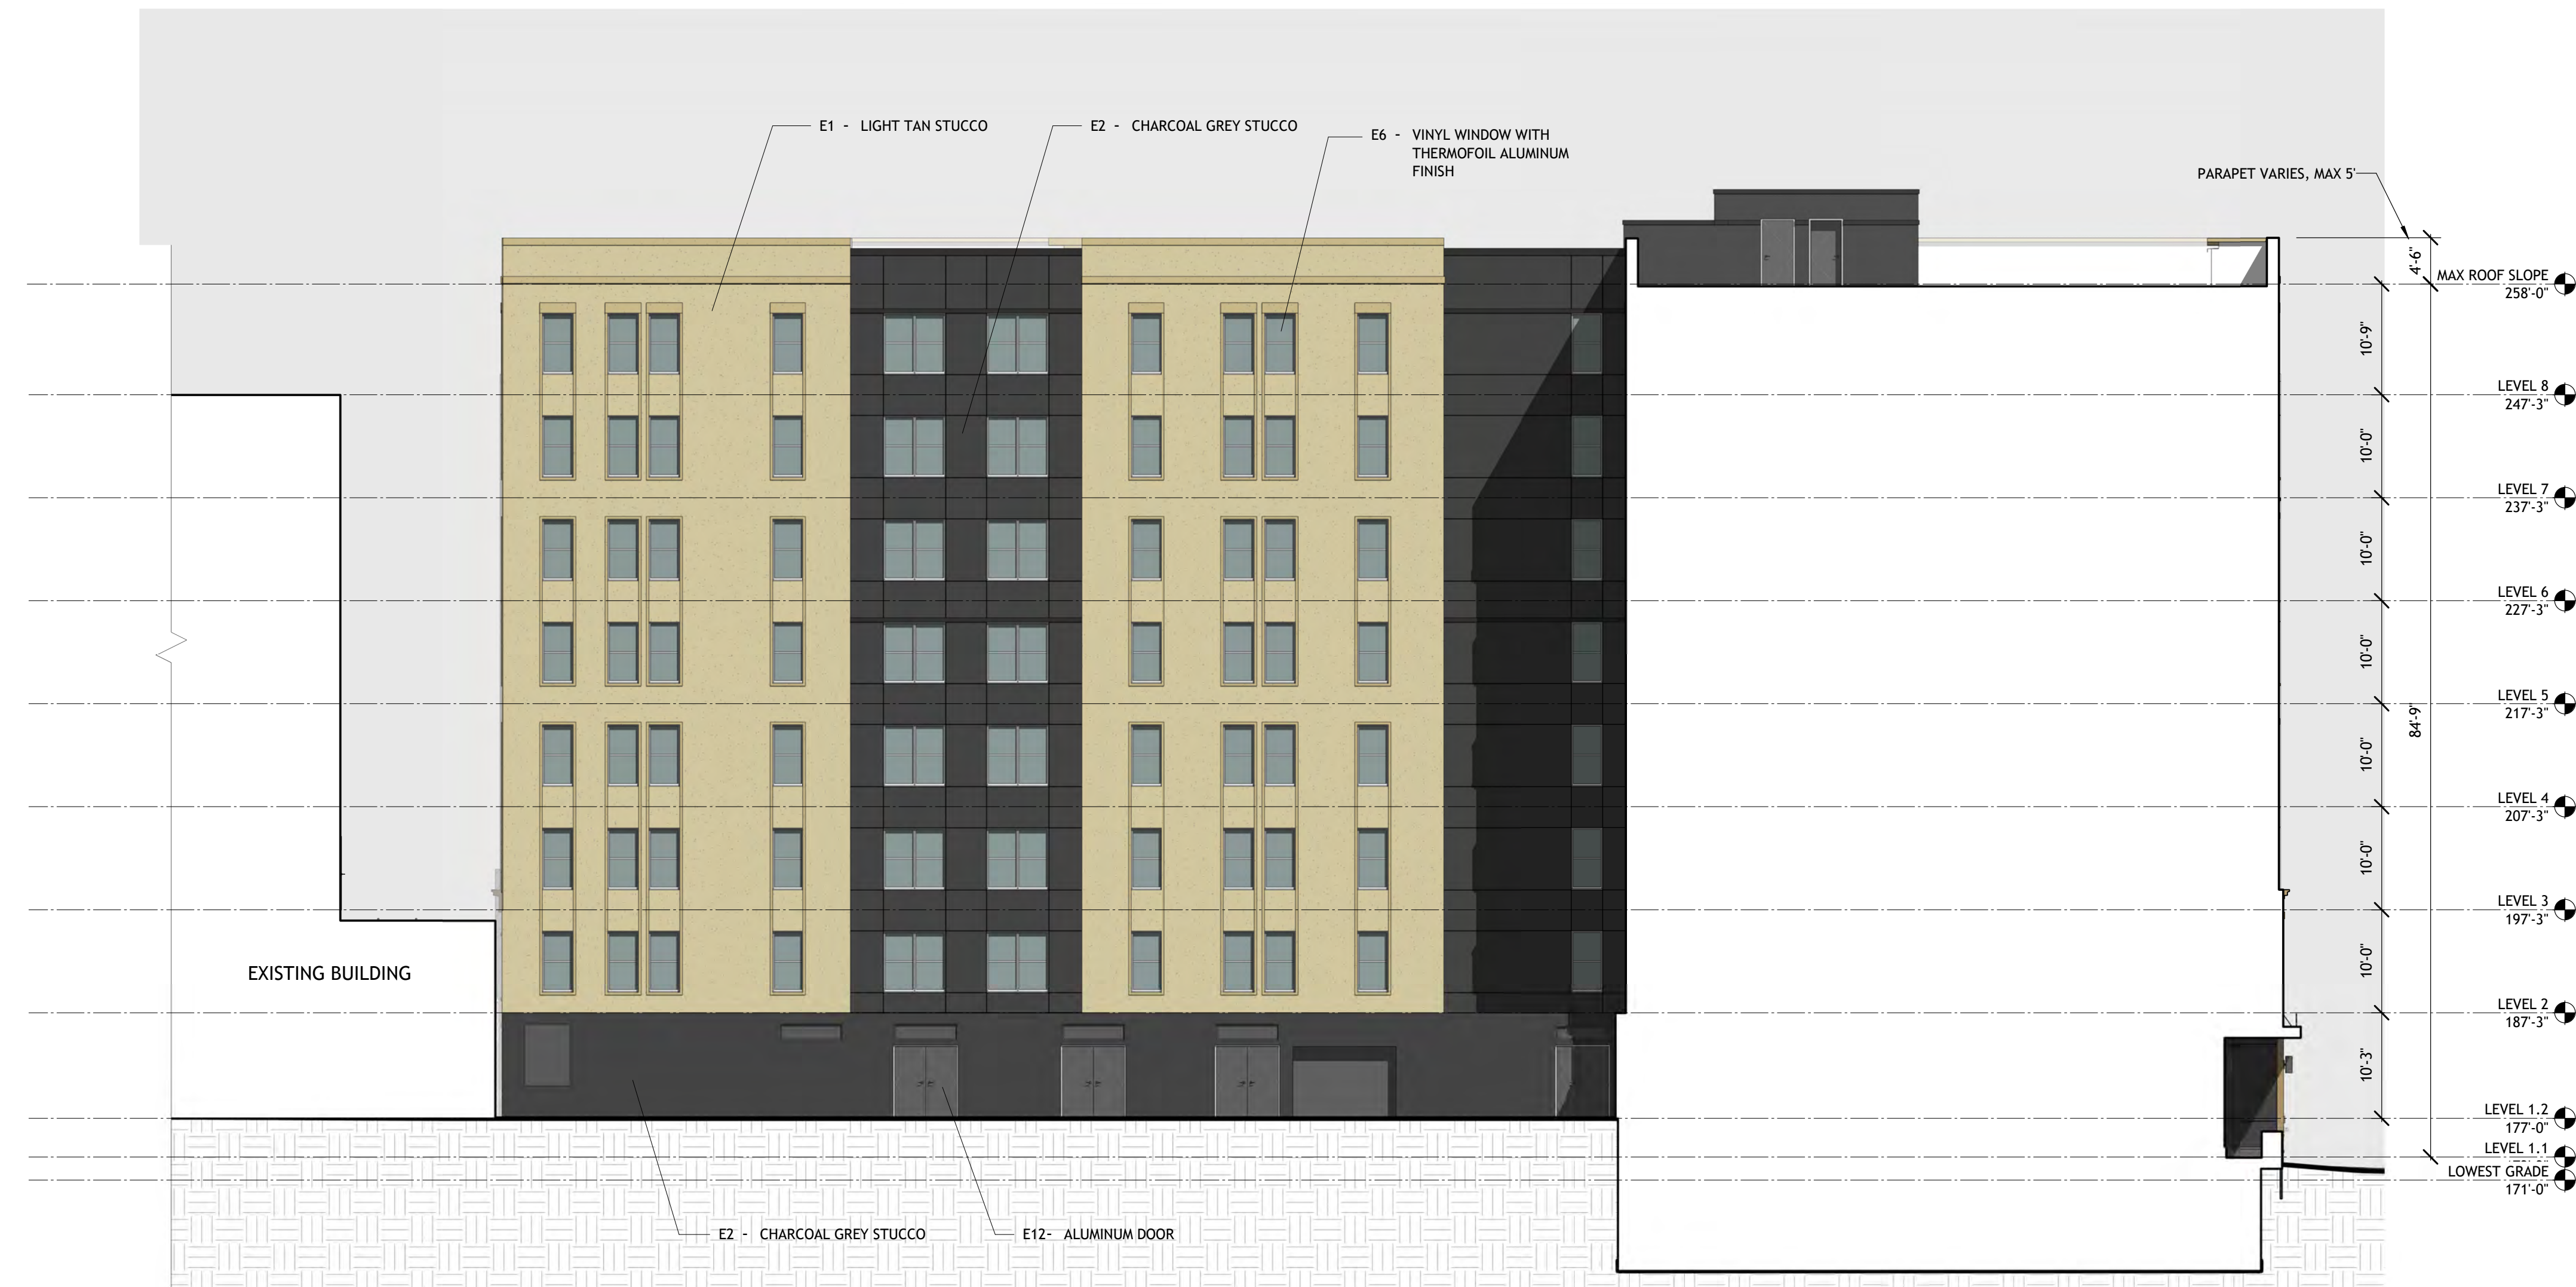 E1 - LIGHT TAN STUCCO
E2 - CHARCOAL GREY STUCCO
E6 - VINYL WINDOW WITH
THERMOFOIL ALUMINUM
FINISH
PARAPET VARIES, MAX 5'
4'-6"
MAX ROOF SLOPE
258'-0"
10'-9"
LEVEL 8
247'-3"
10'-0"
LEVEL 7
237'-3"
10'-0"
LEVEL 6
227'-3"
10'-0"
LEVEL 5
217'-3"
84'-9"
10'-0"
LEVEL 4
207'-3"
10'-0"
LEVEL 3
197'-3"
10'-0"
EXISTING BUILDING
LEVEL 2
187'-3"
10'-3"
LEVEL 1.2
177'-0"
LEVEL 1.1
LOWEST GRADE
171'-0"
E2 - CHARCOAL GREY STUCCO
E12- ALUMINUM DOOR